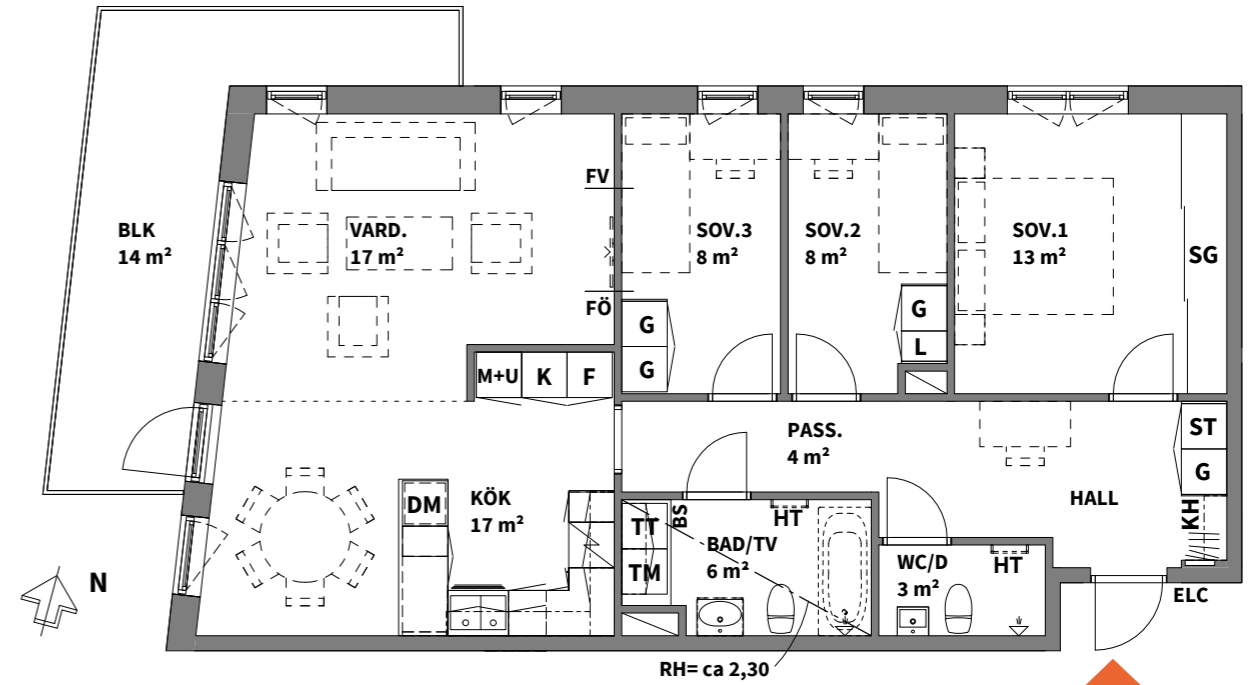 BLK
14 m²
VARD.
17 m²
FV
FÖ
SOV.3
8 m²
SOV.2
8 m²
SOV.1
13 m²
SG
G
G
G
L
M+U
K
F
PASS.
4 m²
ST
G
HALL
KH
DM
KÖK
17 m²
TT
TM
BS
HT
BAD/TV
6 m²
WC/D
3 m²
HT
ELC
N
RH= ca 2,30